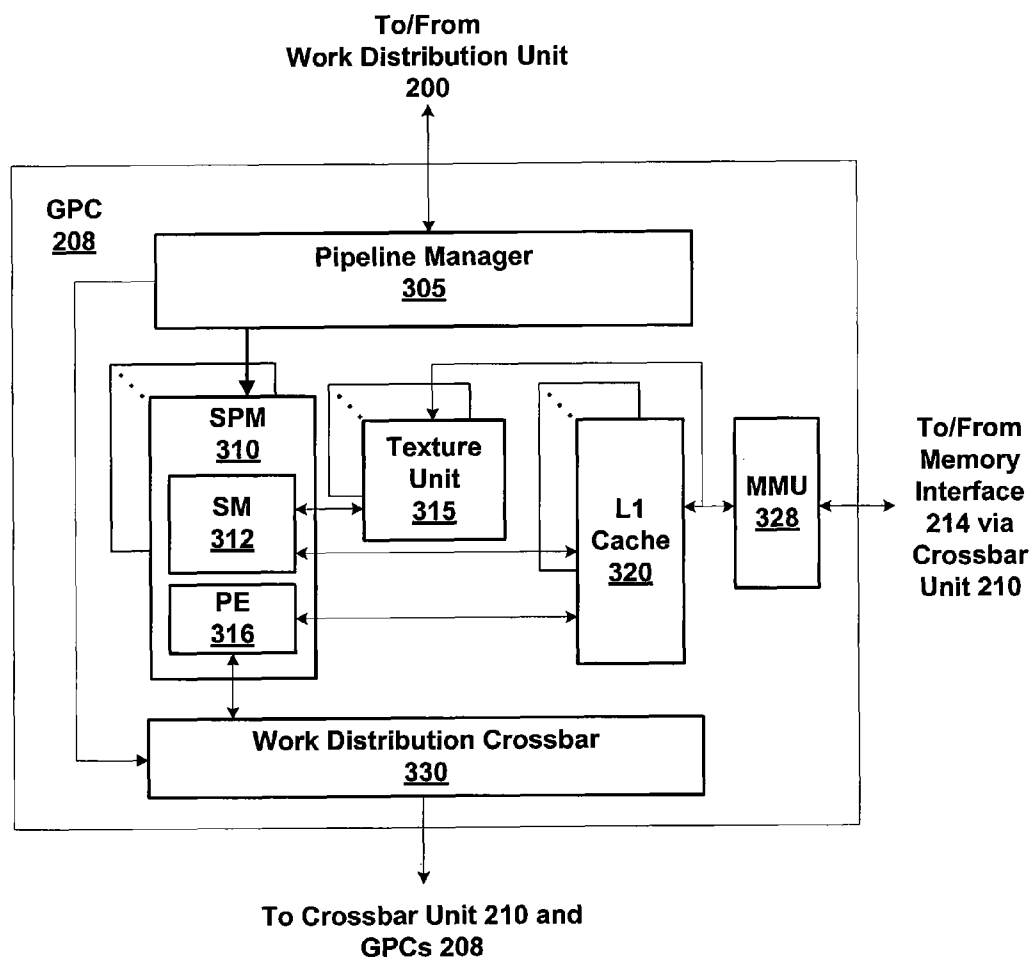 To/From
Work Distribution Unit
200
GPC
208
Pipeline Manager
305
SPM
310
SM
312
PE
316
Texture
Unit
315
L1
Cache
320
MMU
328
To/From
Memory
Interface
214 via
Crossbar
Unit 210
Work Distribution Crossbar
330
To Crossbar Unit 210 and
GPCs 208